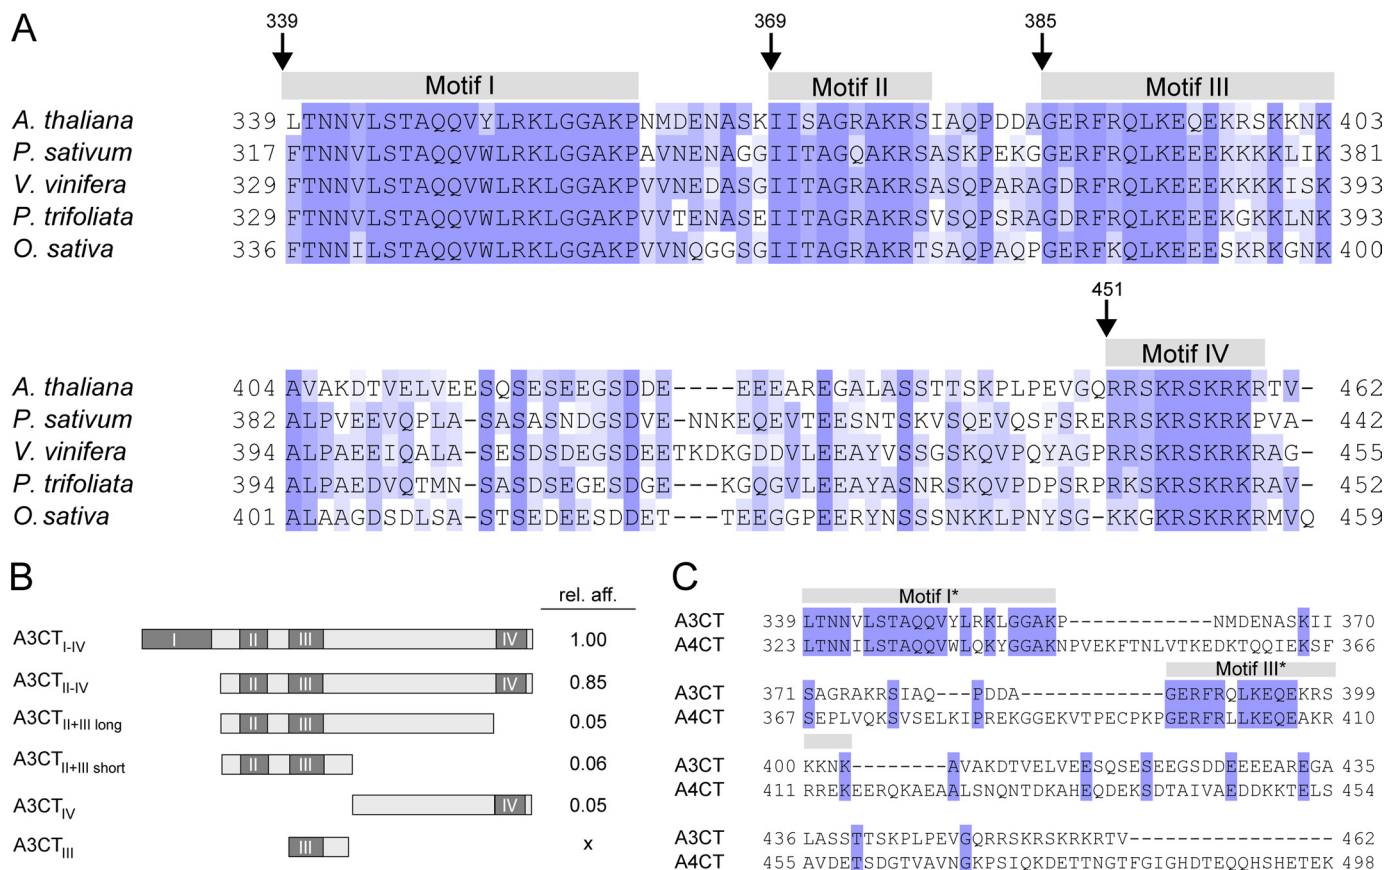 A
339 369 385
Motif I Motif II Motif III
A. thaliana 339 LTNNVLSTAQQVYLRKLGGAKPNMDENASKIISAGRAKRSIAQPDDAGERFRQLKEQEKRSKKNK 403
P. sativum 317 FTNNVLSTAQQVWLRKLGGAKPAVNENAGGIITAGQAKRSASKPEKGGERFRQLKEEEKKKKLIK 381
V. vinifera 329 FTNNVLSTAQQVWLRKLGGAKPVVNEDASGIITAGRAKRSASQPARAGDRFRQLKEEEKKKKISK 393
P. trifoliata 329 FTNNVLSTAQQVWLRKLGGAKPVVTENASEIITAGRAKRSVSQPSRAGDRFRQLKEEEKGKKLNK 393
O. sativa 336 FTNNILSTAQQVWLRKLGGAKPVVNQGGSGIITAGRAKRTSAQPAQPGERFKQLKEEESKRKGNK 400
451
Motif IV
A. thaliana 404 AVAKDTVELVEESQSESEEGSDDE----EEEAREGALASSTTSKPLPEVGQRRSKRSKRKRTV- 462
P. sativum 382 ALPVEEVQPLA-SASASNDGSDVE-NNKEQEVTEESNTSKVSQEVQSFSRERRSKRSKRKPVA- 442
V. vinifera 394 ALPAEEIQALA-SESDSDEGSDEETKDKGDDVLEEAYVSSGSKQVPQYAGPRRSKRSKRKRAG- 455
P. trifoliata 394 ALPAEDVQTMN-SASDSEGESDGE---KGQGVLEEAYASNRSKQVPDPSRPRKSKRSKRKRAV- 452
O. sativa 401 ALAAGDSDLSA-STSEDEESDDET---TEEGGPEERYNSSSNKKLPNYSG-KKGKRSKRKRMVQ 459
B
rel. aff.
A3CTI-IV I II III IV 1.00
A3CTII-IV II III IV 0.85
A3CTII+III long II III 0.05
A3CTII+III short II III 0.06
A3CTIV IV 0.05
A3CTIII III x
C
Motif I*
A3CT 339 LTNNVLSTAQQVYLRKLGGAKP---------NMDENASKII 370
A4CT 323 LTNNILSTAQQVWLQKYGGAKNPVEKFTNLVTKEDKTQQIEKSF 366
Motif III*
A3CT 371 SAGRAKRSIAQ---PDDA---------GERFRQLKEQEKRS 399
A4CT 367 SEPLVQKSVSELKIPREKGGEKVTPECPKPGERFRLLKEQEAKR 410
A3CT 400 KKNK--------AVAKDTVELVEESQSESEEGSDDEEEEAREGA 435
A4CT 411 RREKEERQKAEAALSNQNTDKAHEQDEKSDTAIVAEDDKKTELS 454
A3CT 436 LASSTTSKPLPEVGQRRSKRSKRKRTV----------------- 462
A4CT 455 AVDETSDGTVAVNGKPSIQKDETTNGTFGIGHDTEQQHSHETEK 498